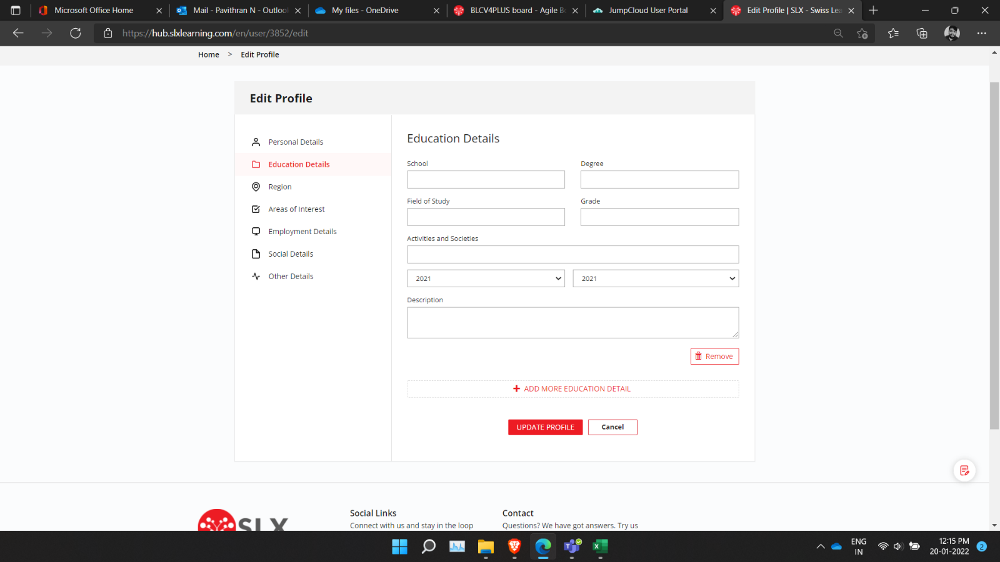 Microsoft Office Home
Mail - Pavithran N - Outlool
My files - OneDrive
BLCV4PLUS board - Agile Bo
JumpCloud User Portal
Edit Profile | SLX - Swiss Lea
https://hub.slxlearning.com/en/user/3852/edit
Home > Edit Profile
Edit Profile
Personal Details
Education Details
Region
Areas of Interest
Employment Details
Social Details
Other Details
Education Details
School
Degree
Field of Study
Grade
Activities and Societies
2021
2021
Description
Remove
+ ADD MORE EDUCATION DETAIL
UPDATE PROFILE
Cancel
SLX
Social Links
Connect with us and stay in the loop
Contact
Questions? We have got answers. Try us
ENG
IN
12:15 PM
20-01-2022
2